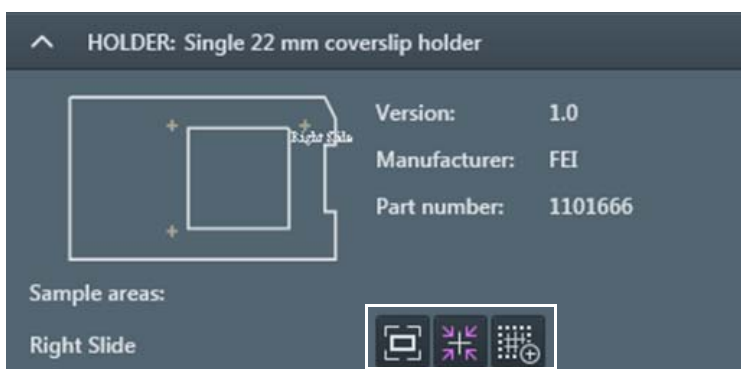 HOLDER: Single 22 mm coverslip holder
Right Slide
Version: 1.0
Manufacturer: FEI
Part number: 1101666
Sample areas:
Right Slide